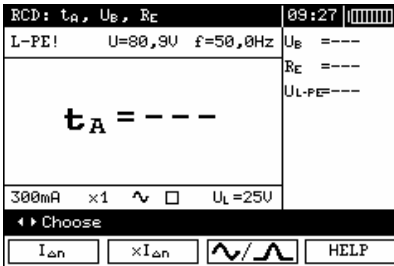 RCD: tA, UB, RE 09:27
L-PE! U=80,9V f=50,0Hz
UB =---
RE =---
UL-PE=---
tA=---
300mA ×1 UL=25V
Choose
IΔn ×IΔn HELP